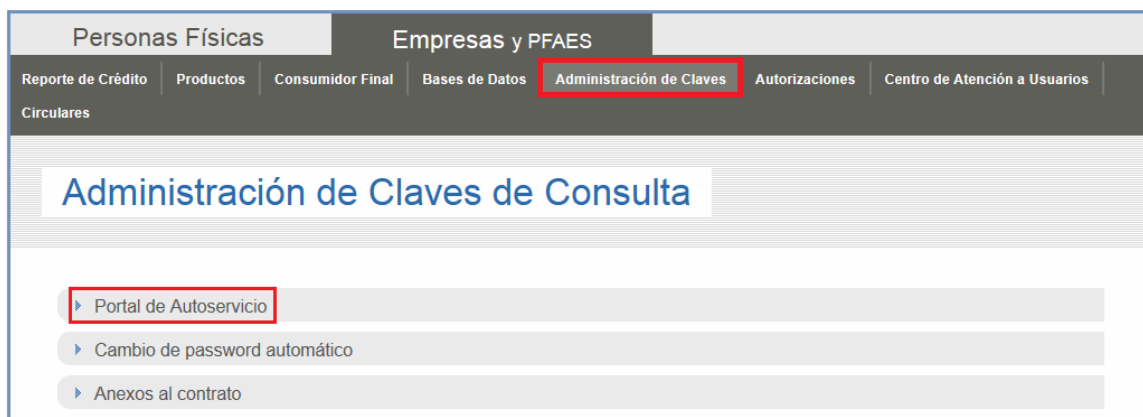 Personas Físicas
Empresas y PFAES
Reporte de Crédito
Productos
Consumidor Final
Bases de Datos
Administración de Claves
Autorizaciones
Centro de Atención a Usuarios
Circulares
Administración de Claves de Consulta
Portal de Autoservicio
Cambio de password automático
Anexos al contrato